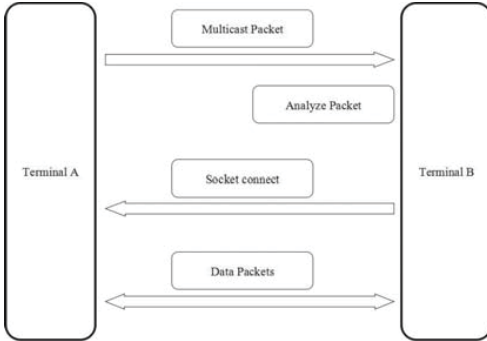 Multicast Packet
Analyze Packet
Terminal A
Terminal B
Socket connect
Data Packets